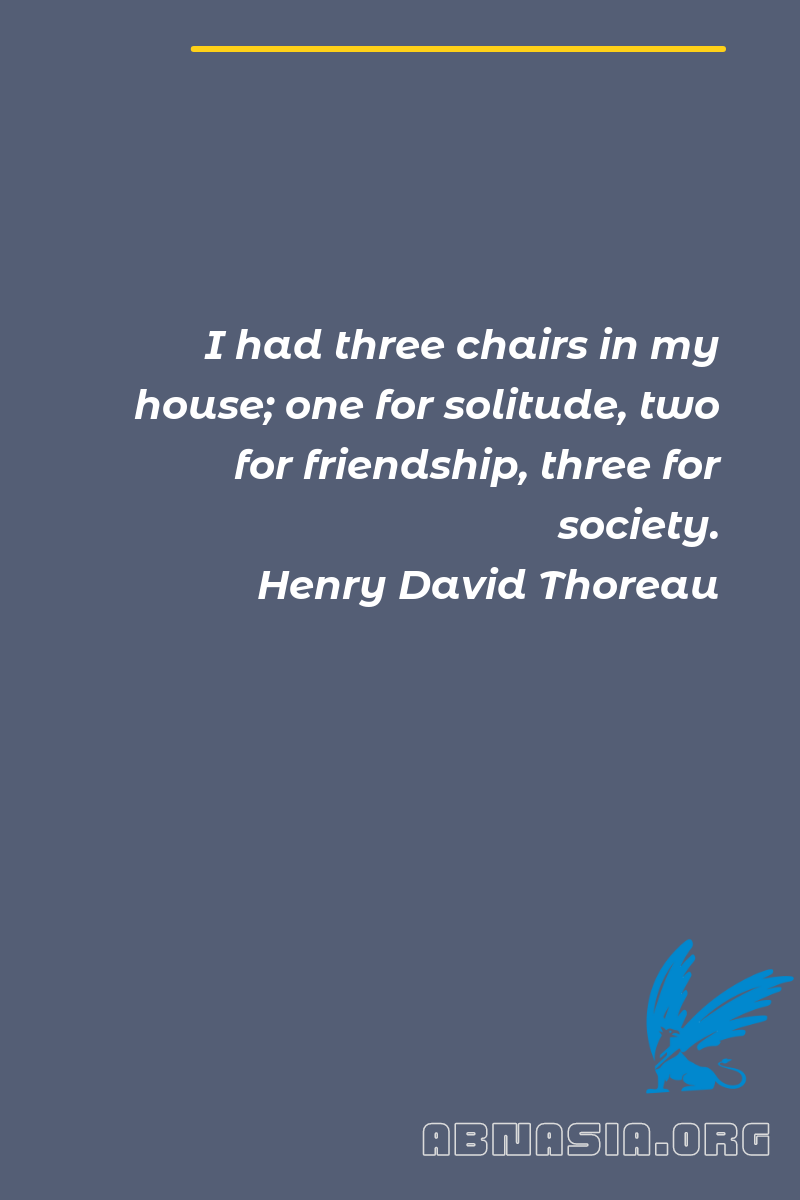 I had three chairs in my
house; one for solitude, two
for friendship, three for
society.
Henry David Thoreau
ABNASIA.ORG